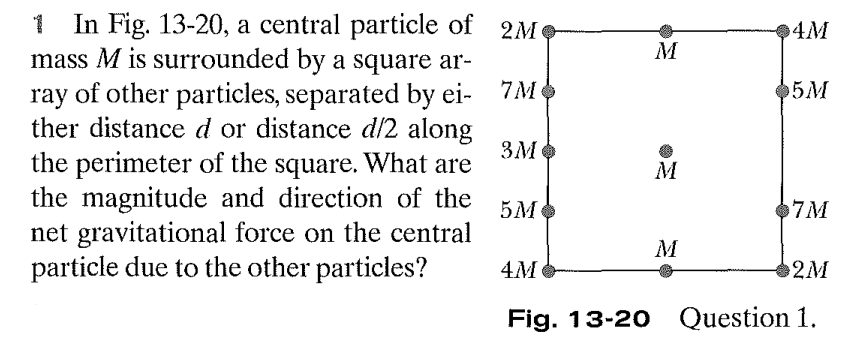 1 In Fig. 13-20, a central particle of
mass M is surrounded by a square ar-
ray of other particles, separated by ei-
ther distance d or distance d/2 along
the perimeter of the square. What are
the magnitude and direction of the
net gravitational force on the central
particle due to the other particles?
2M
M
4M
7M
5M
3M
M
5M
7M
4M
M
2M
Fig. 13-20 Question 1.